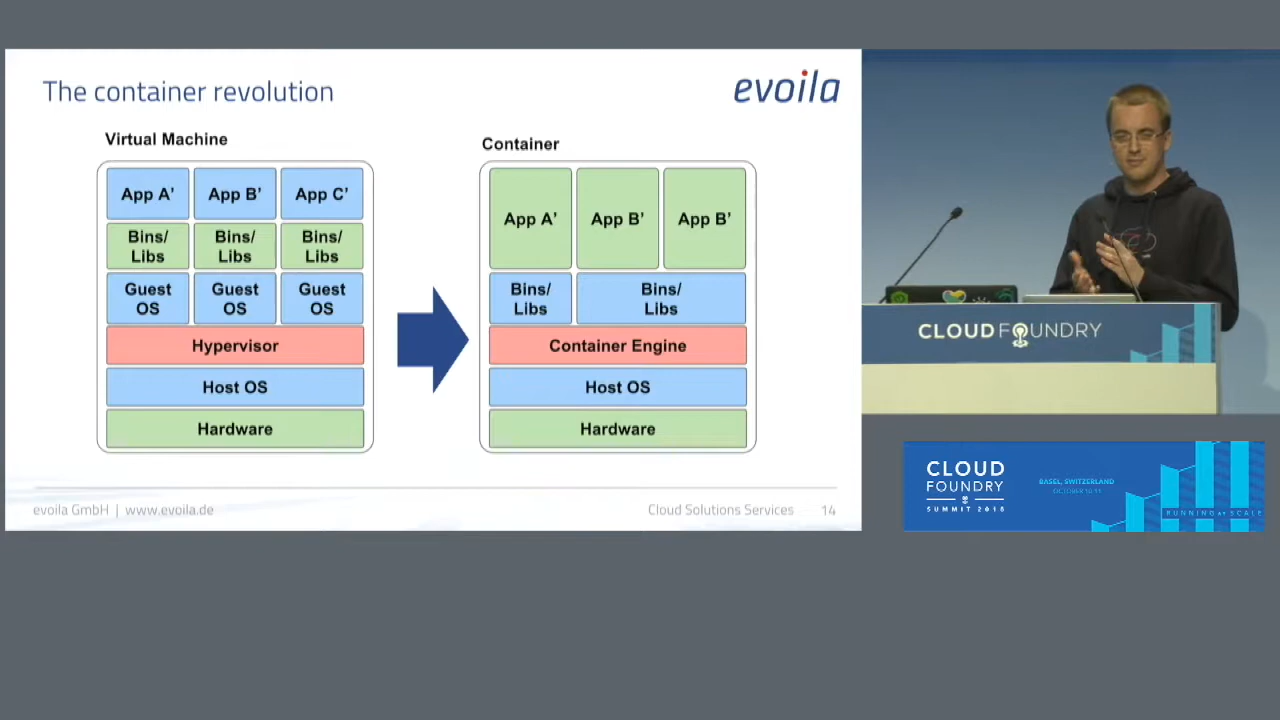 The container revolution
evoila
Virtual Machine
App A’
App B’
App C’
Bins/
Libs
Bins/
Libs
Bins/
Libs
Guest
OS
Guest
OS
Guest
OS
Hypervisor
Host OS
Hardware
Container
App A’
App B’
App B’
Bins/
Libs
Bins/
Libs
Container Engine
Host OS
Hardware
evoila GmbH | www.evoila.de
Cloud Solutions Services 14
CLOUD FOUNDRY
CLOUD
FOUNDRY
SUMMIT 2018
BASEL, SWITZERLAND
OCTOBER 10-11
RUNNING AT SCALE